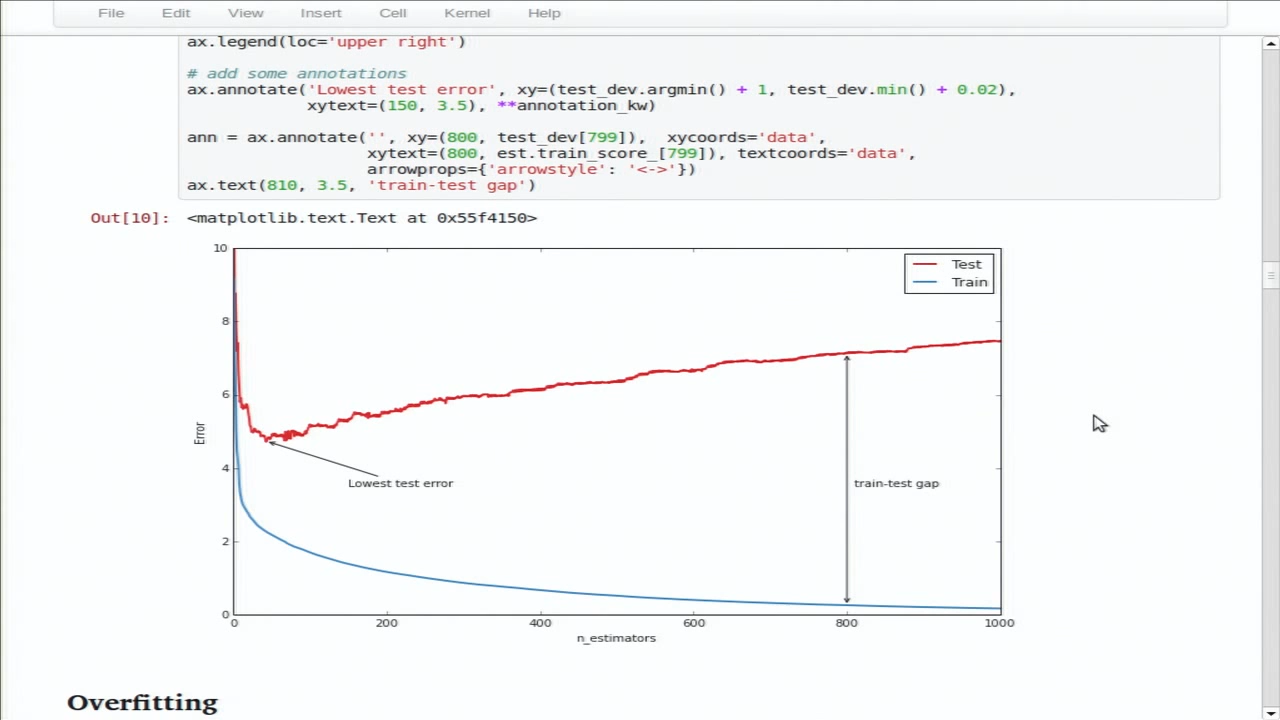 File Edit View Insert Cell Kernel Help
ax.legend(loc='upper right')
# add some annotations
ax.annotate('Lowest test error', xy=(test_dev.argmin() + 1, test_dev.min() + 0.02),
xytext=(150, 3.5), **annotation_kw)
ann = ax.annotate('', xy=(800, test_dev[799]),  xycoords='data',
xytext=(800, est.train_score_[799]), textcoords='data',
arrowprops={'arrowstyle': '<->'})
ax.text(810, 3.5, 'train-test gap')
Out[10]: <matplotlib.text.Text at 0x55f4150>
10
Test
Train
8
6
Error
4
Lowest test error
train-test gap
2
0
0 200 400 600 800 1000
n_estimators
Overfitting